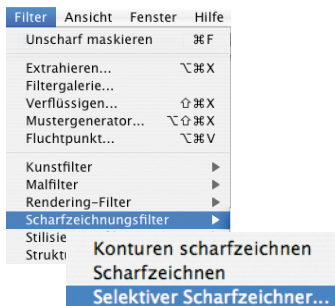 Filter Ansicht Fenster Hilfe
Unscharf maskieren ⌘F
Extrahieren... ⌥⌘X
Filtergalerie...
Verflüssigen... ⇧⌘X
Mustergenerator... ⌥⇧⌘X
Fluchtpunkt... ⌥⌘V
Kunstfilter
Malfilter
Rendering-Filter
Scharfzeichnungsfilter
Konturen scharfzeichnen
Scharfzeichnen
Selektiver Scharfzeichner...